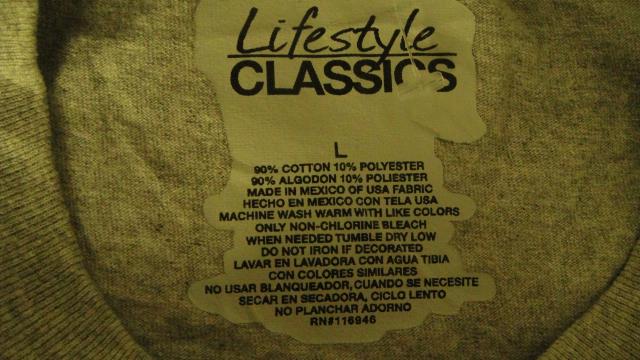 Lifestyle
CLASSICS
L
90% COTTON 10% POLYESTER
90% ALGODON 10% POLIESTER
MADE IN MEXICO OF USA FABRIC
HECHO EN MEXICO CON TELA USA
MACHINE WASH WARM WITH LIKE COLORS
ONLY NON-CHLORINE BLEACH
WHEN NEEDED TUMBLE DRY LOW
DO NOT IRON IF DECORATED
LAVAR EN LAVADORA CON AGUA TIBIA
CON COLORES SIMILARES
NO USAR BLANQUEADOR, CUANDO SE NECESITE
SECAR EN SECADORA, CICLO LENTO
NO PLANCHAR ADORNO
RN#116946